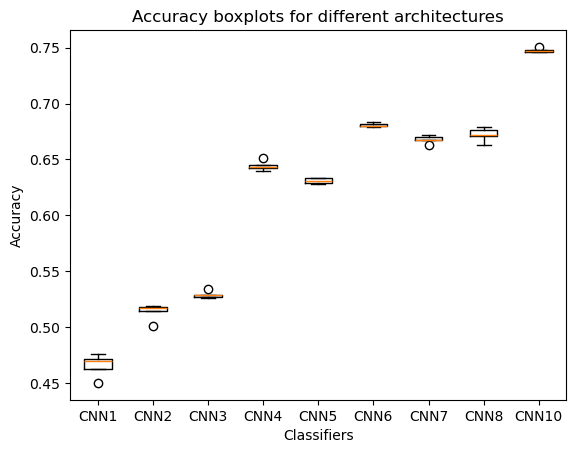 Accuracy boxplots for different architectures
0.75
0.70
0.65
0.60
0.55
0.50
0.45
Accuracy
CNN1 CNN2 CNN3 CNN4 CNN5 CNN6 CNN7 CNN8 CNN10
Classifiers